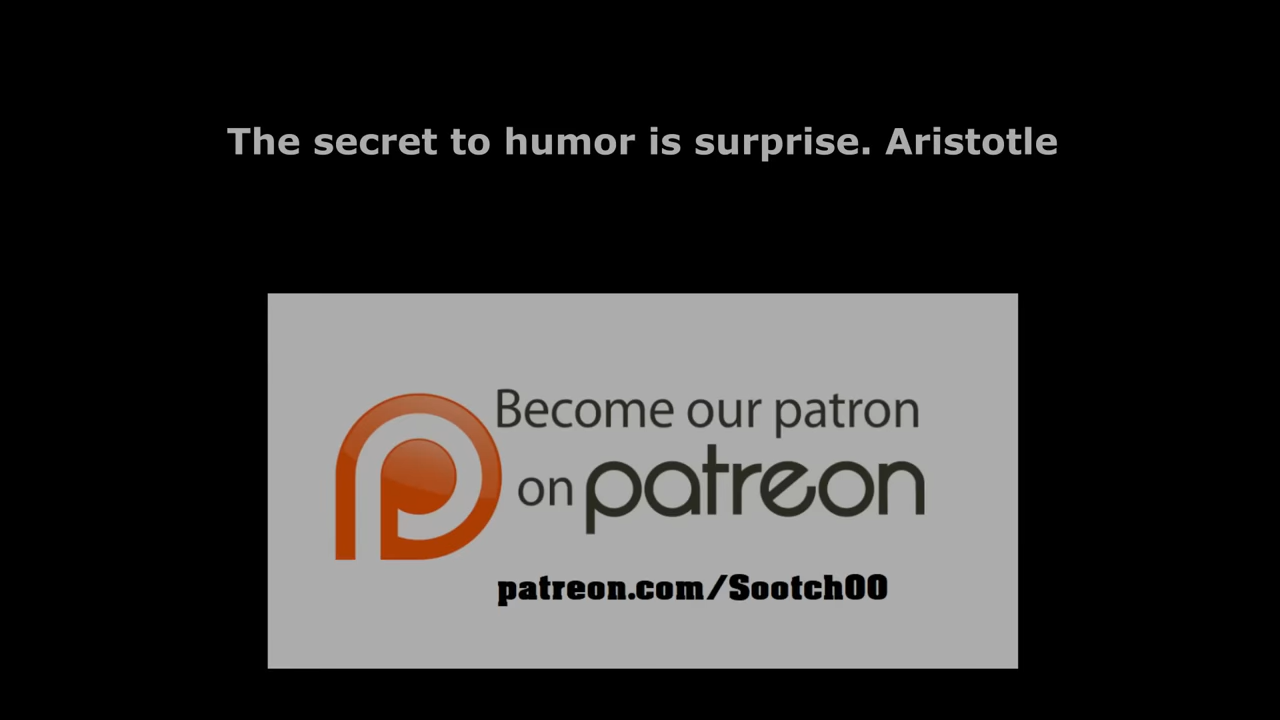 The secret to humor is surprise. Aristotle
Become our patron
on patreon
patreon.com/Sootch00